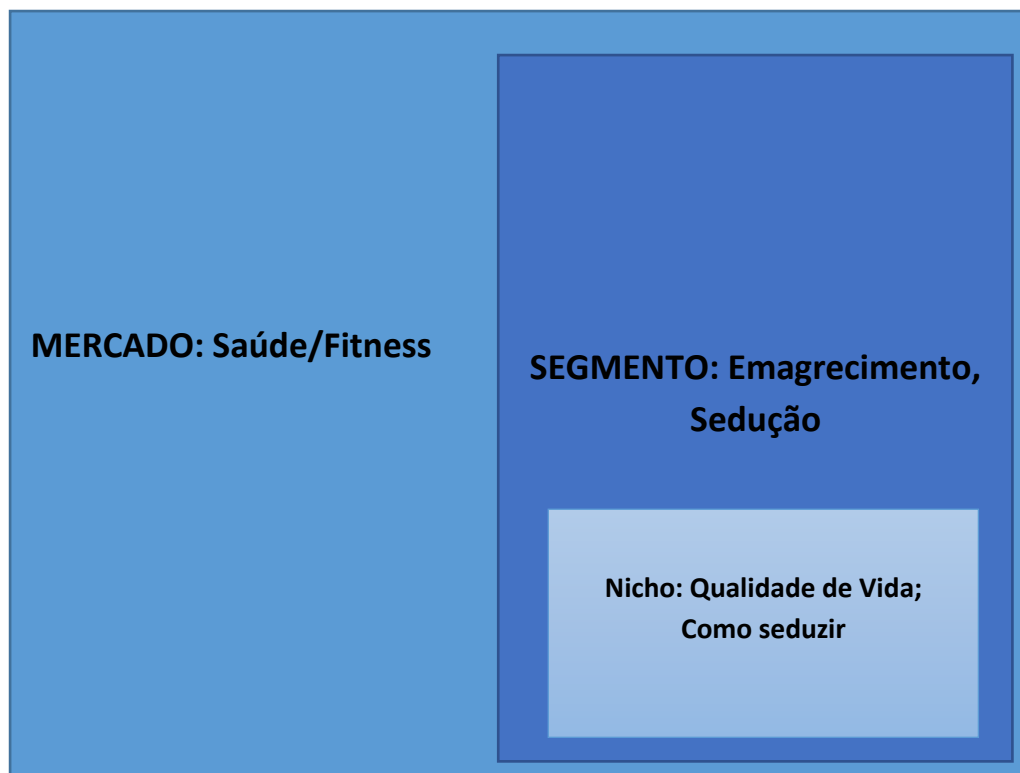 MERCADO: Saúde/Fitness
SEGMENTO: Emagrecimento,
Sedução
Nicho: Qualidade de Vida;
Como seduzir